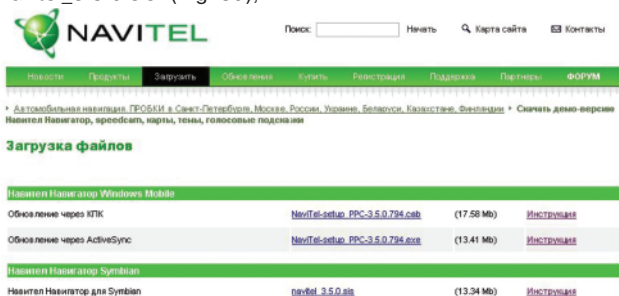 NAVITEL
Поиск: Начать Карта сайта Контакты
Новости Продукты Загрузить Обновления Купить Регистрация Поддержка Партнеры ФОРУМ
Автомобильная навигация. ПРОБКИ в Санкт-Петербурге, Москве, России, Украине, Беларуси, Казахстане, Финляндии Скачать демо-версию
Навител Навигатор, speedcam, карты, темы, голосовые подсказки
Загрузка файлов
Навител Навигатор Windows Mobile
Обновление через КПК NaviTel-setup_PPC-3.5.0.794.cab (17.58 Mb) Инструкция
Обновление через ActiveSync NaviTel-setup_PPC-3.5.0.794.exe (13.41 Mb) Инструкция
Навител Навигатор Symbian
Навител Навигатор для Symbian navitel_3.5.0.sis (13.34 Mb) Инструкция